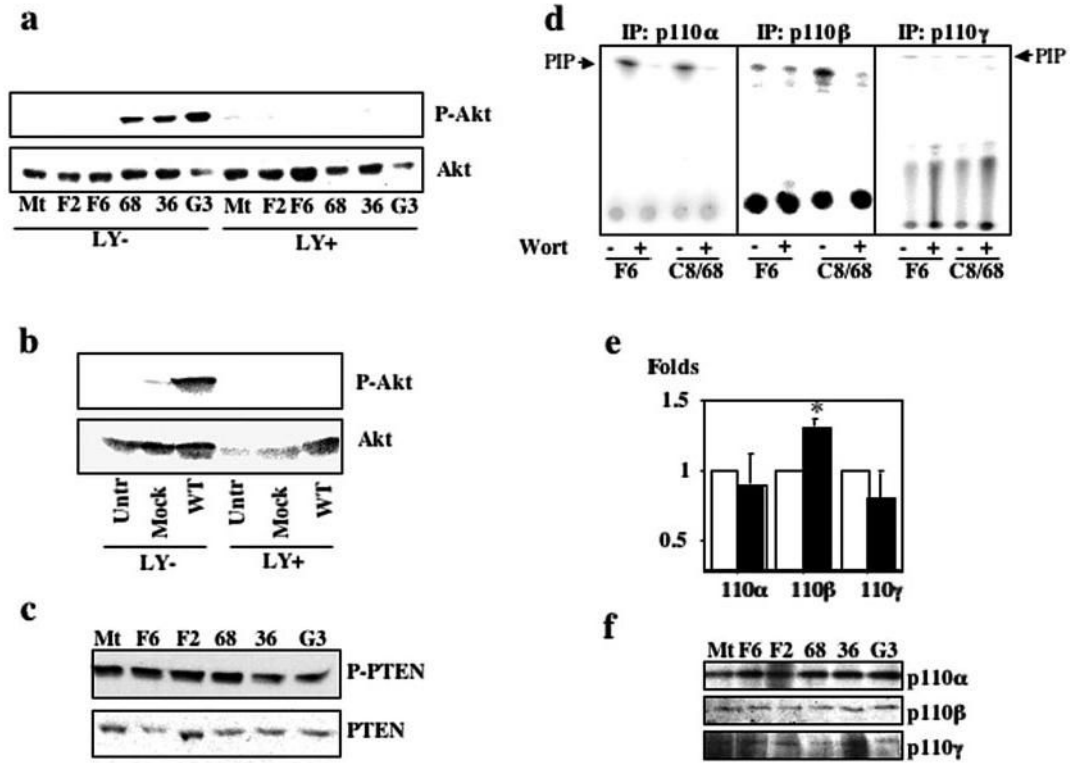 a
P-Akt
Akt
Mt F2 F6 68 36 G3 Mt F2 F6 68 36 G3
LY- LY+
b
P-Akt
Akt
Untr Mock WT Untr Mock WT
LY- LY+
c
Mt F6 F2 68 36 G3
P-PTEN
PTEN
d
IP: p110α IP: p110β IP: p110γ
PIP PIP
Wort - + - + - + - + - + - +
F6 C8/68 F6 C8/68 F6 C8/68
e
Folds
1.5
*
1
0.5
110α 110β 110γ
f
Mt F6 F2 68 36 G3
p110α
p110β
p110γ